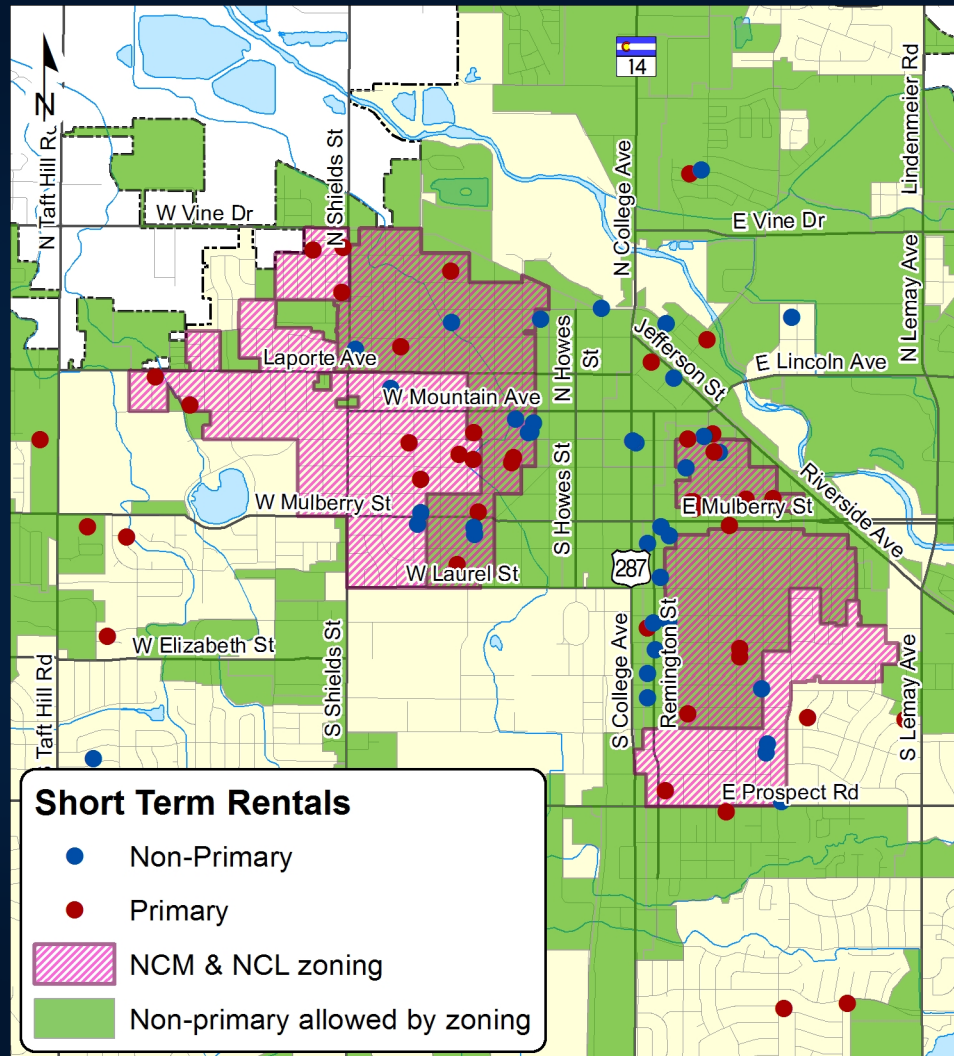 14
N
N Taft Hill Rd
N Shields St
W Vine Dr
N College Ave
Lindenmeier Rd
E Vine Dr
N Lemay Ave
Jefferson St
E Lincoln Ave
Laporte Ave
N Howes
St
W Mountain Ave
W Mulberry St
S Howes St
E Mulberry St
Riverside Ave
W Laurel St
287
W Elizabeth St
S Shields St
S College Ave
Remington St
S Lemay Ave
S Taft Hill Rd
E Prospect Rd
Short Term Rentals
Non-Primary
Primary
NCM & NCL zoning
Non-primary allowed by zoning